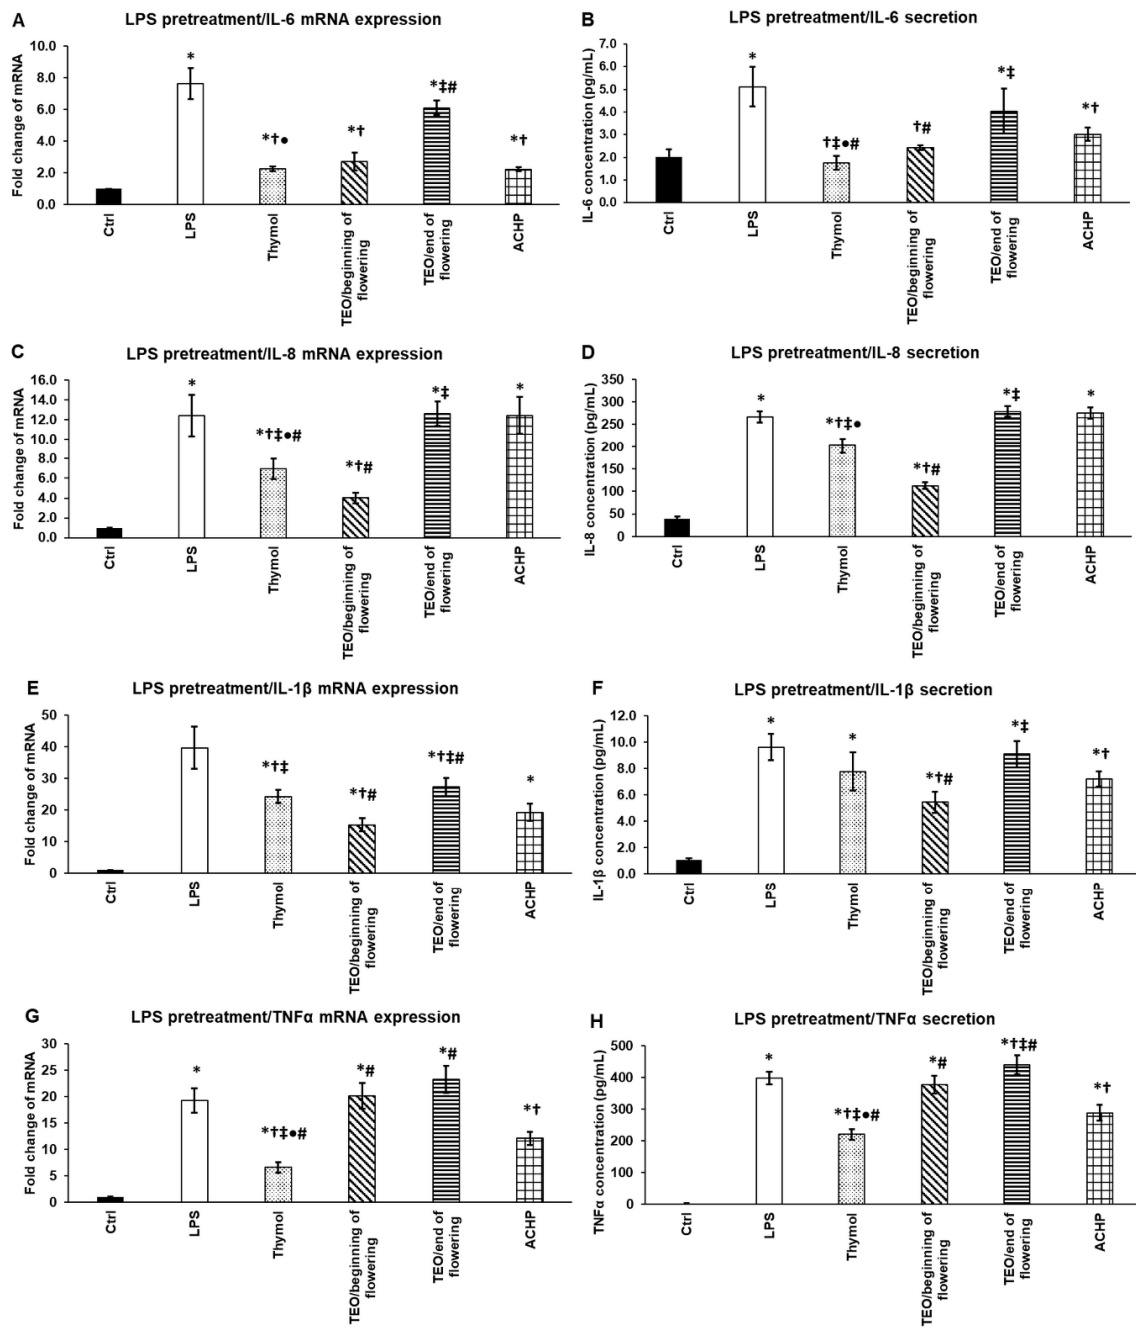 A
LPS pretreatment/IL-6 mRNA expression
Fold change of mRNA
10.0
8.0
6.0
4.0
2.0
0.0
*
*†●
*†
*‡#
*†
Ctrl
LPS
Thymol
TEO/beginning of
flowering
TEO/end of
flowering
ACHP
B
LPS pretreatment/IL-6 secretion
IL-6 concentration (pg/mL)
7.0
6.0
5.0
4.0
3.0
2.0
1.0
0.0
*
†‡●#
†#
*‡
*†
Ctrl
LPS
Thymol
TEO/beginning of
flowering
TEO/end of
flowering
ACHP
C
LPS pretreatment/IL-8 mRNA expression
Fold change of mRNA
16.0
14.0
12.0
10.0
8.0
6.0
4.0
2.0
0.0
*
*†‡●#
*†#
*‡
*
Ctrl
LPS
Thymol
TEO/beginning of
flowering
TEO/end of
flowering
ACHP
D
LPS pretreatment/IL-8 secretion
IL-8 concentration (pg/mL)
350
300
250
200
150
100
50
0
*
*†‡●
*†#
*‡
*
Ctrl
LPS
Thymol
TEO/beginning of
flowering
TEO/end of
flowering
ACHP
E
LPS pretreatment/IL-1β mRNA expression
Fold change of mRNA
50
40
30
20
10
0
*†‡
*†#
*†‡#
*
Ctrl
LPS
Thymol
TEO/beginning of
flowering
TEO/end of
flowering
ACHP
F
LPS pretreatment/IL-1β secretion
IL-1β concentration (pg/mL)
12.0
10.0
8.0
6.0
4.0
2.0
0.0
*
*
*†#
*‡
*†
Ctrl
LPS
Thymol
TEO/beginning of
flowering
TEO/end of
flowering
ACHP
G
LPS pretreatment/TNFα mRNA expression
Fold change of mRNA
30
25
20
15
10
5
0
*
*†‡●#
*#
*#
*†
Ctrl
LPS
Thymol
TEO/beginning of
flowering
TEO/end of
flowering
ACHP
H
LPS pretreatment/TNFα secretion
TNFα concentration (pg/mL)
500
400
300
200
100
0
*
*†‡●#
*#
*†‡#
*†
Ctrl
LPS
Thymol
TEO/beginning of
flowering
TEO/end of
flowering
ACHP